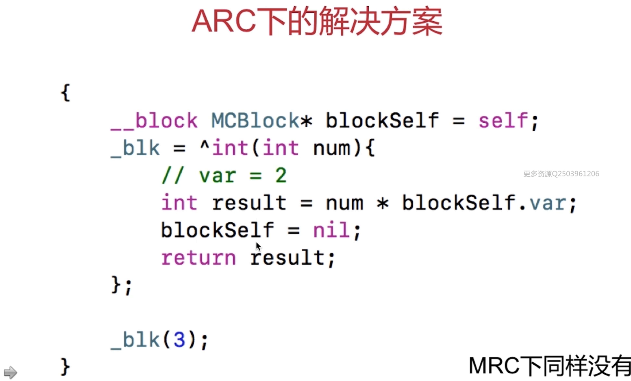 ARC下的解决方案
{
__block MCBlock* blockSelf = self;
_blk = ^int(int num){
// var = 2
更多资源Q2503961206
int result = num * blockSelf.var;
blockSelf = nil;
return result;
};
_blk(3);
}
MRC下同样没有